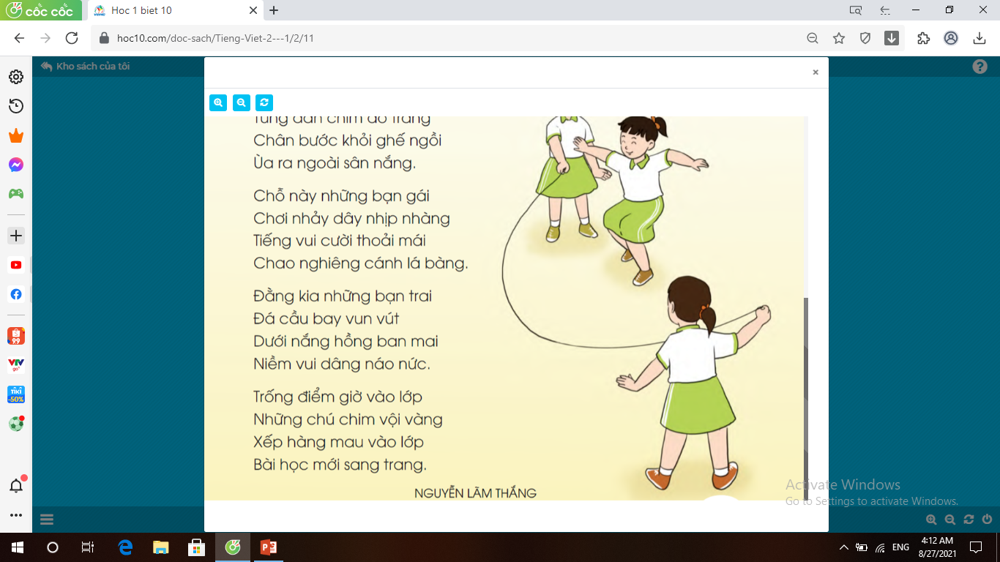 cốc cốc
Hoc 1 biet 10
hoc10.com/doc-sach/Tieng-Viet-2---1/2/11
Kho sách của tôi
Từng đàn chim áo trắng
Chân bước khỏi ghế ngồi
Ùa ra ngoài sân nắng.
Chỗ này những bạn gái
Chơi nhảy dây nhịp nhàng
Tiếng vui cười thoải mái
Chao nghiêng cánh lá bàng.
Đằng kia những bạn trai
Đá cầu bay vun vút
Dưới nắng hồng ban mai
Niềm vui dâng náo nức.
Trống điểm giờ vào lớp
Những chú chim vội vàng
Xếp hàng mau vào lớp
Bài học mới sang trang.
NGUYỄN LÃM THẮNG
99
VTV
go
TIKI
-50%
Activate Windows
Go to Settings to activate Windows.
ENG
4:12 AM
8/27/2021